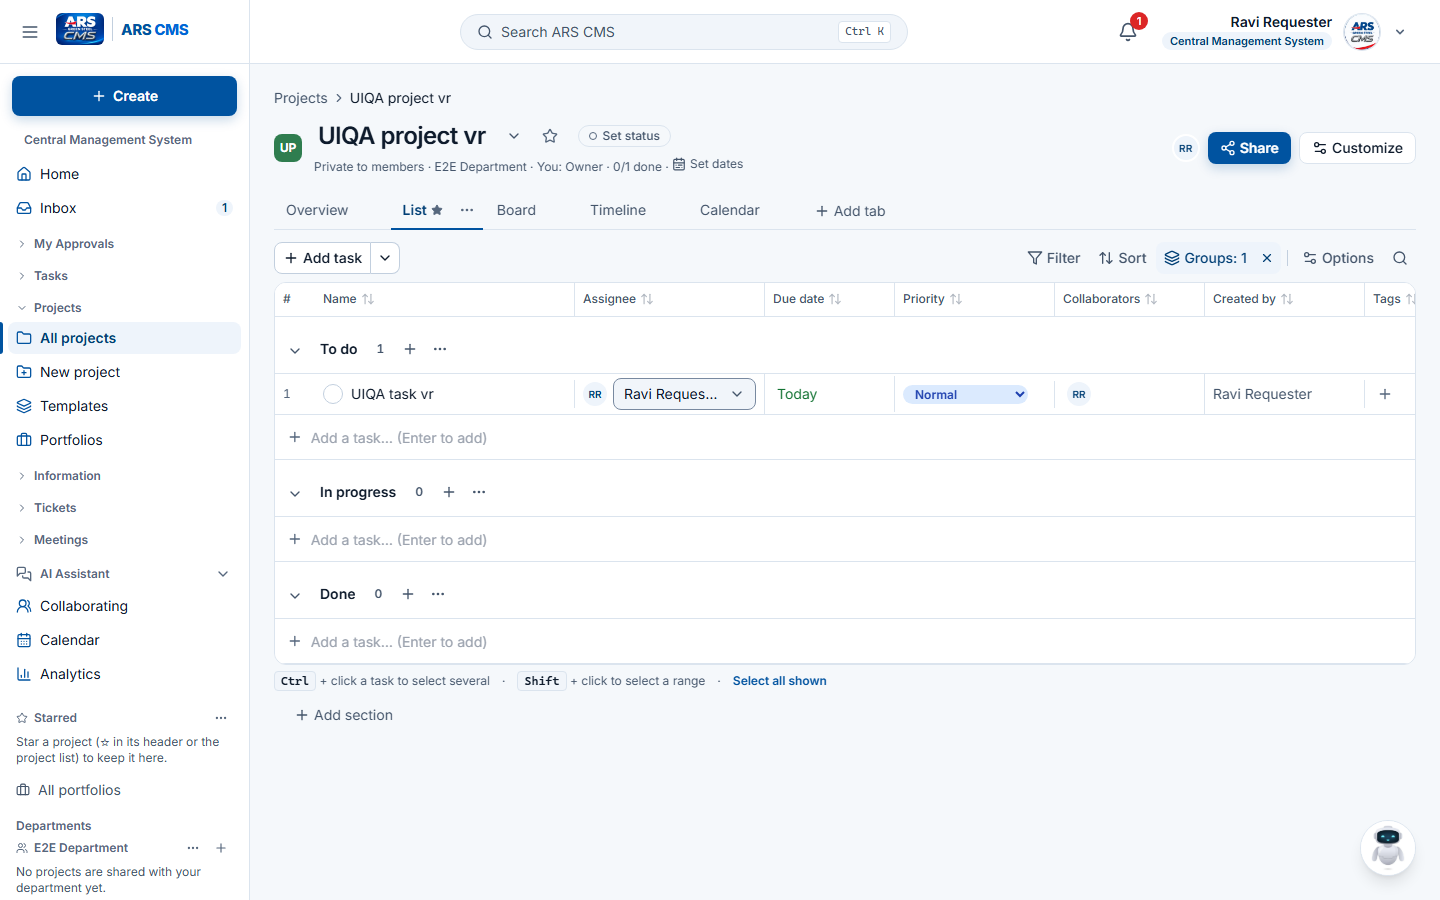 ARS
CMS
ARS CMS
Search ARS CMS
Ctrl K
1
Ravi Requester
Central Management System
ARS
CMS
+ Create
Central Management System
Home
Inbox
1
My Approvals
Tasks
Projects
All projects
New project
Templates
Portfolios
Information
Tickets
Meetings
AI Assistant
Collaborating
Calendar
Analytics
Starred
Star a project (☆ in its header or the
project list) to keep it here.
All portfolios
Departments
E2E Department
No projects are shared with your
department yet.
Projects > UIQA project vr
UP
UIQA project vr
Set status
Private to members · E2E Department · You: Owner · 0/1 done · Set dates
RR
Share
Customize
Overview
List
Board
Timeline
Calendar
+ Add tab
+ Add task
Filter
Sort
Groups: 1 ×
Options
# Name Assignee Due date Priority Collaborators Created by Tags
To do 1 + ...
1 UIQA task vr RR Ravi Reques... Today Normal RR Ravi Requester +
+ Add a task... (Enter to add)
In progress 0 + ...
+ Add a task... (Enter to add)
Done 0 + ...
+ Add a task... (Enter to add)
Ctrl + click a task to select several · Shift + click to select a range · Select all shown
+ Add section